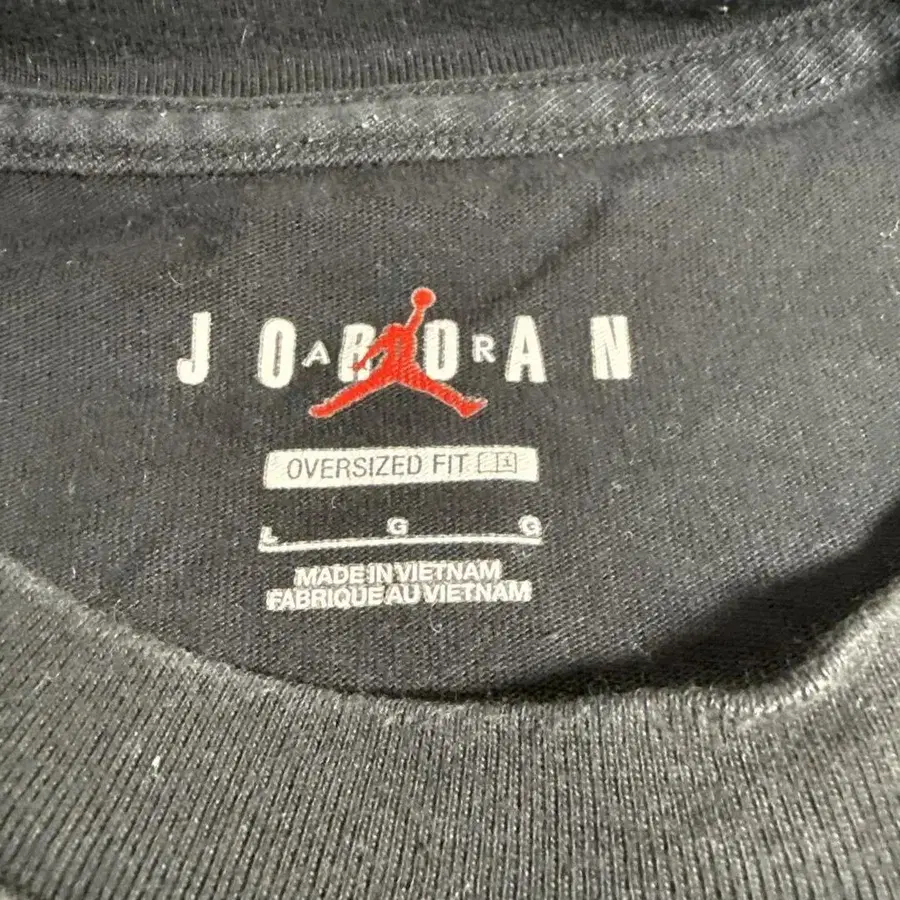 JORDAN
AIR
OVERSIZED FIT
L G G
MADE IN VIETNAM
FABRIQUE AU VIETNAM